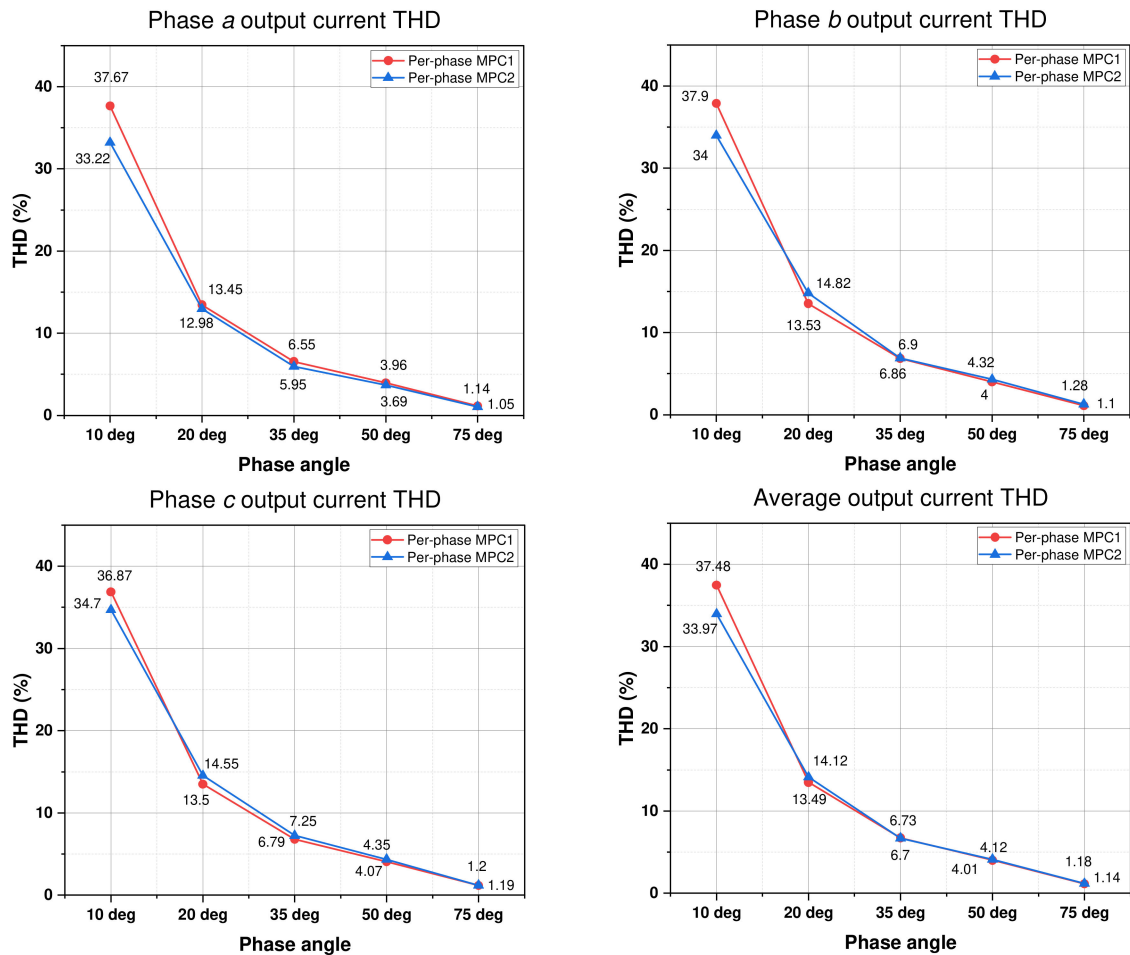 Phase a output current THD
Per-phase MPC1
Per-phase MPC2
THD (%)
40
30
20
10
0
37.67
33.22
13.45
12.98
6.55
5.95
3.96
3.69
1.14
1.05
10 deg
20 deg
35 deg
50 deg
75 deg
Phase angle
Phase b output current THD
Per-phase MPC1
Per-phase MPC2
THD (%)
40
30
20
10
0
37.9
34
14.82
13.53
6.9
6.86
4.32
4
1.28
1.1
10 deg
20 deg
35 deg
50 deg
75 deg
Phase angle
Phase c output current THD
Per-phase MPC1
Per-phase MPC2
THD (%)
40
30
20
10
0
36.87
34.7
14.55
13.5
7.25
6.79
4.35
4.07
1.2
1.19
10 deg
20 deg
35 deg
50 deg
75 deg
Phase angle
Average output current THD
Per-phase MPC1
Per-phase MPC2
THD (%)
40
30
20
10
0
37.48
33.97
14.12
13.49
6.73
6.7
4.12
4.01
1.18
1.14
10 deg
20 deg
35 deg
50 deg
75 deg
Phase angle